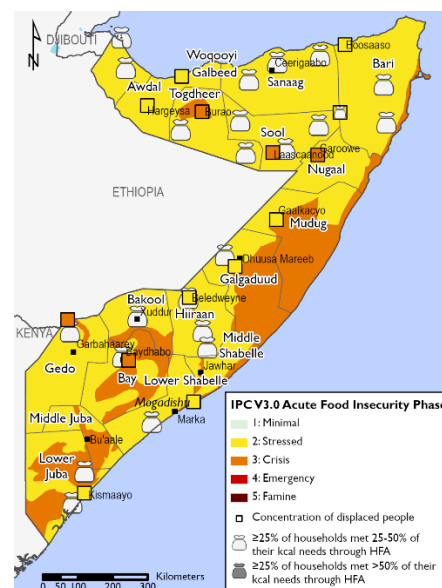 N
DJIBOUTI
Woqooyi
Galbeed
Awdal
Togdheer
Hargeysa
Burao
Ceerigaabo
Sanaag
Boosaaso
Bari
Sool
Laascaanood
Garoowe
Nugaal
ETHIOPIA
Gaalkacyo
Mudug
Dhuusa Mareeb
Galgaduud
Bakool
Xuddur
Beledweyne
Hiiraan
KENYA
Garbahaarey
Gedo
Baydhabo
Bay
Middle
Shabelle
Jawhar
Lower Shabelle
Mogadishu
Marka
Middle Juba
Bu'aale
Lower
Juba
Kismaayo
0 50 100 200 300
Kilometers
IPC V3.0 Acute Food Insecurity Phase
1: Minimal
2: Stressed
3: Crisis
4: Emergency
5: Famine
Concentration of displaced people
≥25% of households met 25-50% of
their kcal needs through HFA
≥25% of households met >50% of
their kcal needs through HFA